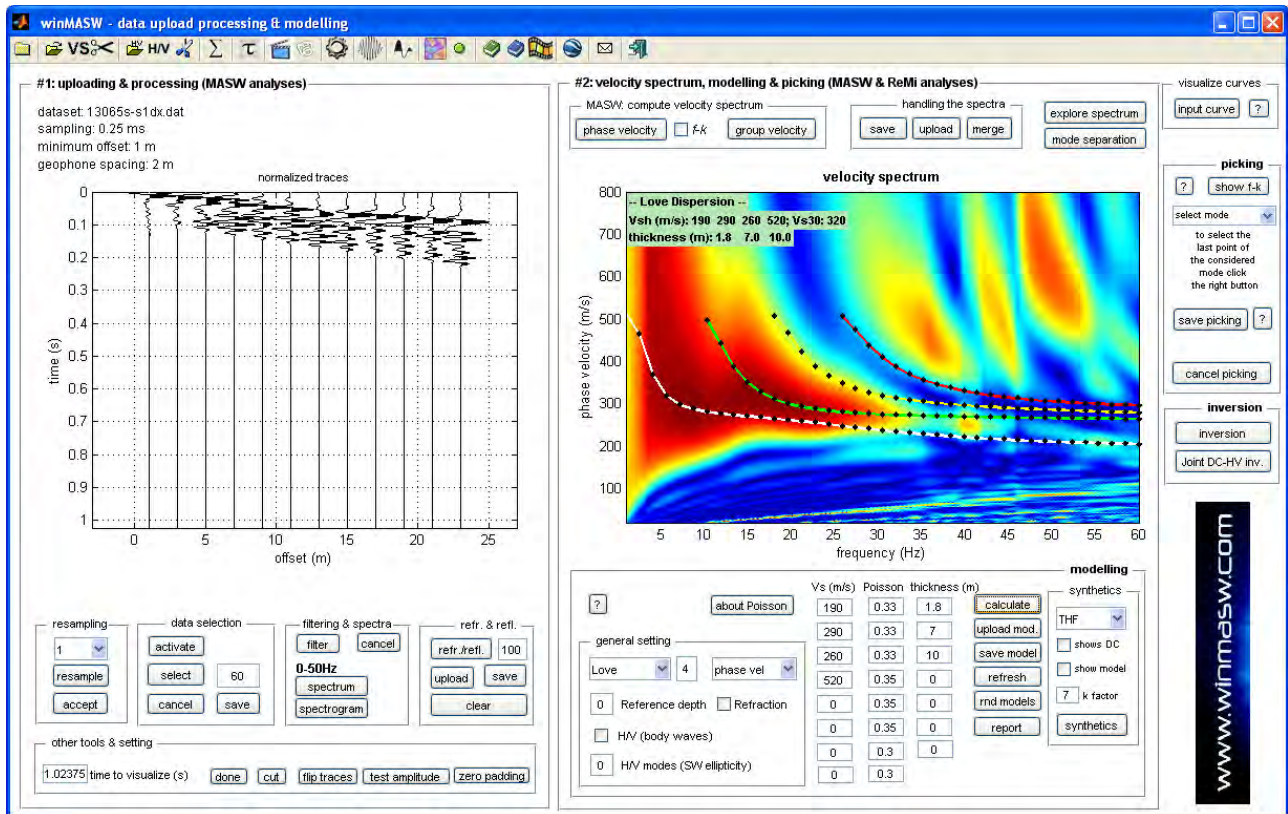 winMASW - data upload processing & modelling
VS
H/V
Σ
τ
#1: uploading & processing (MASW analyses)
dataset: 13065s-s1dx.dat
sampling: 0.25 ms
minimum offset: 1 m
geophone spacing: 2 m
normalized traces
0
0.1
0.2
0.3
0.4
0.5
0.6
0.7
0.8
0.9
1
time (s)
0 5 10 15 20 25
offset (m)
resampling
1
resample
accept
data selection
activate
select 60
cancel save
filtering & spectra
filter cancel
0-50Hz
spectrum
spectrogram
refr. & refl.
refr./refl. 100
upload save
clear
other tools & setting
1.02375 time to visualize (s) done cut flip traces test amplitude zero padding
#2: velocity spectrum, modelling & picking (MASW & ReMi analyses)
MASW: compute velocity spectrum
phase velocity f-k group velocity
handling the spectra
save upload merge
explore spectrum
mode separation
velocity spectrum
-- Love Dispersion --
Vsh (m/s): 190 290 260 520; Vs30: 320
thickness (m): 1.8 7.0 10.0
800
700
600
500
400
300
200
100
phase velocity (m/s)
5 10 15 20 25 30 35 40 45 50 55 60
frequency (Hz)
modelling
? about Poisson
general setting
Love 4 phase vel
0 Reference depth Refraction
H/V (body waves)
0 H/V modes (SW ellipticity)
Vs (m/s) Poisson thickness (m)
190 0.33 1.8
290 0.33 7
260 0.33 10
520 0.35 0
0 0.35 0
0 0.35 0
0 0.3 0
0 0.3
calculate
upload mod.
save model
refresh
rnd models
report
synthetics
THF
shows DC
show model
7 k factor
synthetics
visualize curves
input curve ?
picking
? show f-k
select mode
to select the
last point of
the considered
mode click
the right button
save picking ?
cancel picking
inversion
inversion
Joint DC-HV inv.
www.winmasw.com